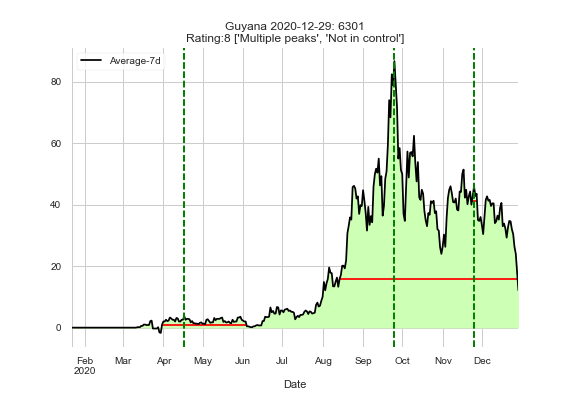 Guyana 2020-12-29: 6301
Rating:8 ['Multiple peaks', 'Not in control']
Average-7d
80
60
40
20
0
Feb Mar Apr May Jun Jul Aug Sep Oct Nov Dec
2020
Date